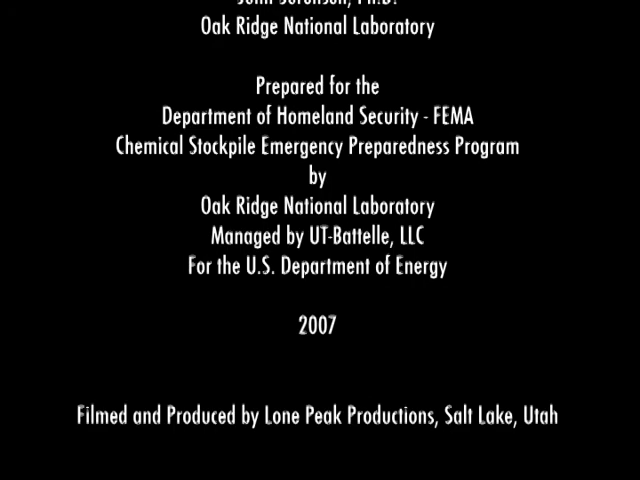 Ph.D.
Oak Ridge National Laboratory
Prepared for the
Department of Homeland Security - FEMA
Chemical Stockpile Emergency Preparedness Program
by
Oak Ridge National Laboratory
Managed by UT-Battelle, LLC
For the U.S. Department of Energy
2007
Filmed and Produced by Lone Peak Productions, Salt Lake, Utah